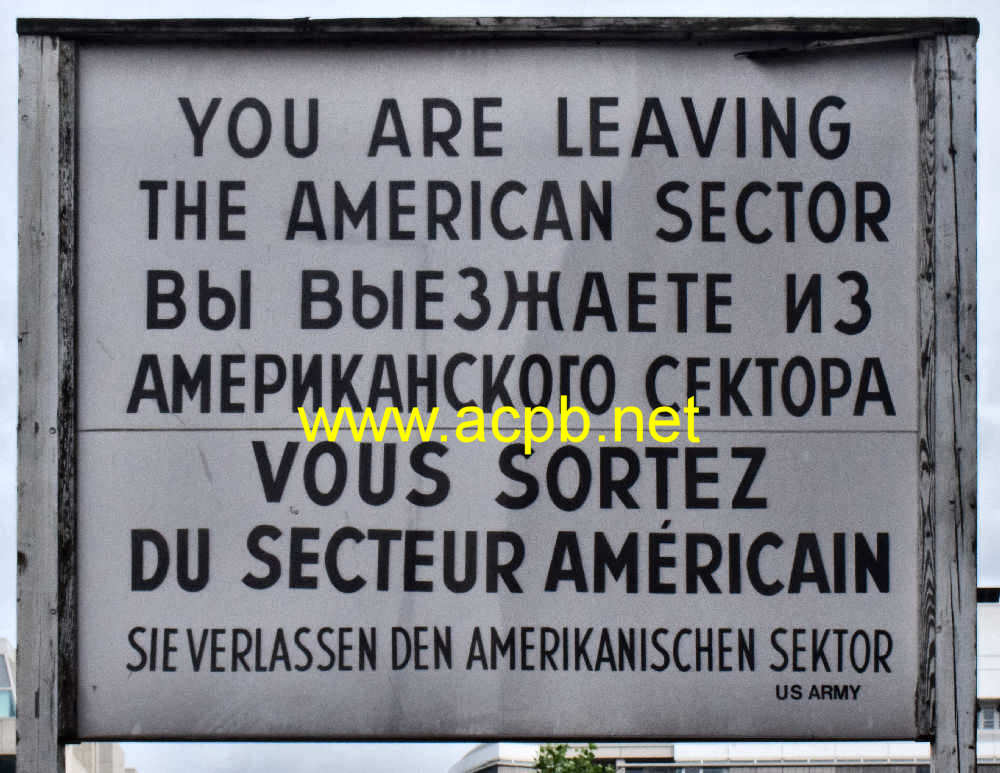 YOU ARE LEAVING
THE AMERICAN SECTOR
ВЫ ВЫЕЗЖАЕТЕ ИЗ
АМЕРИКАНСКОГО СЕКТОРА
www.acpb.net
VOUS SORTEZ
DU SECTEUR AMÉRICAIN
SIE VERLASSEN DEN AMERIKANISCHEN SEKTOR
US ARMY